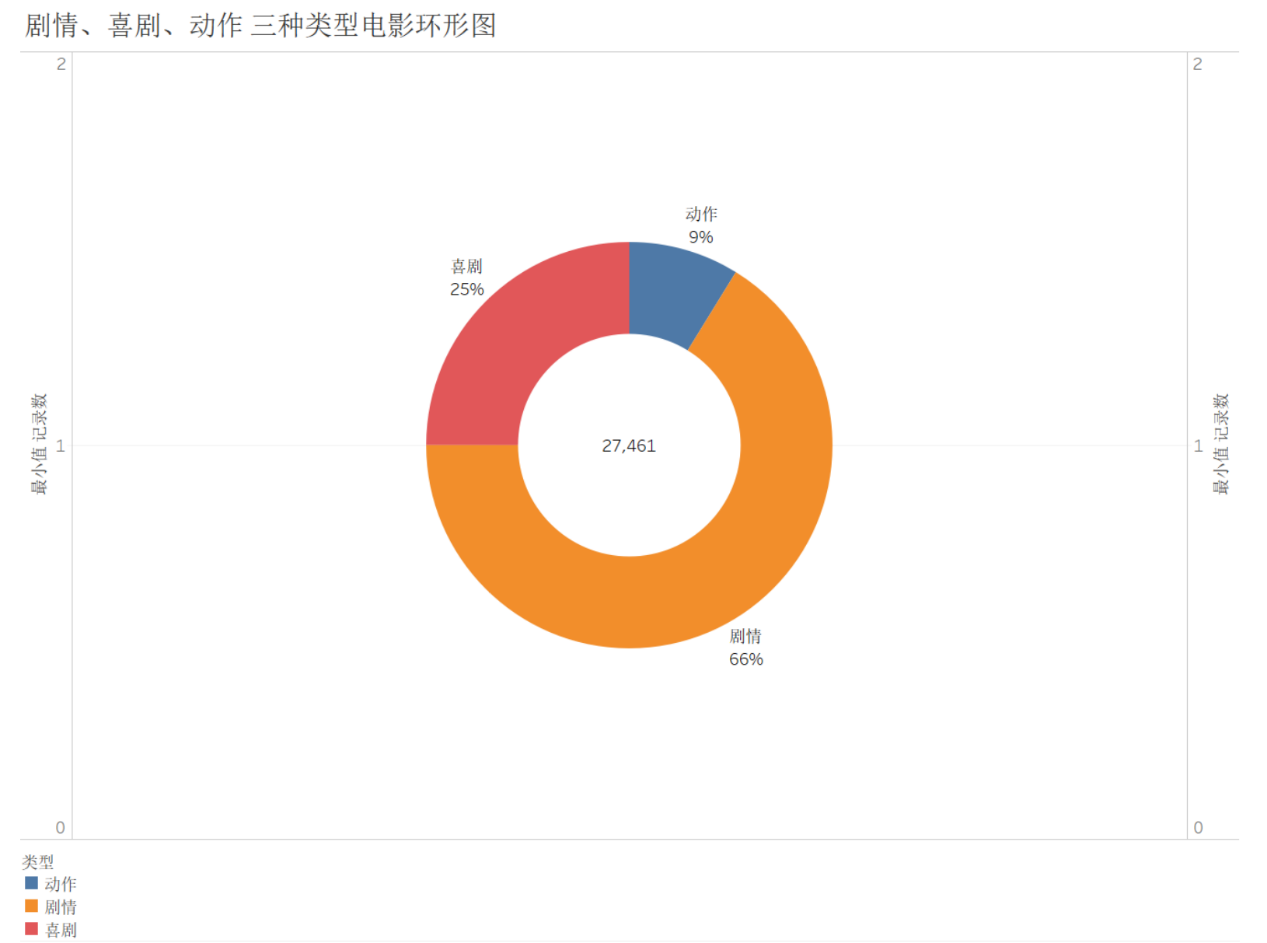 剧情、喜剧、动作 三种类型电影环形图
2
2
动作
9%
喜剧
25%
最小值 记录数
1
27,461
1
最小值 记录数
剧情
66%
0
0
类型
动作
剧情
喜剧